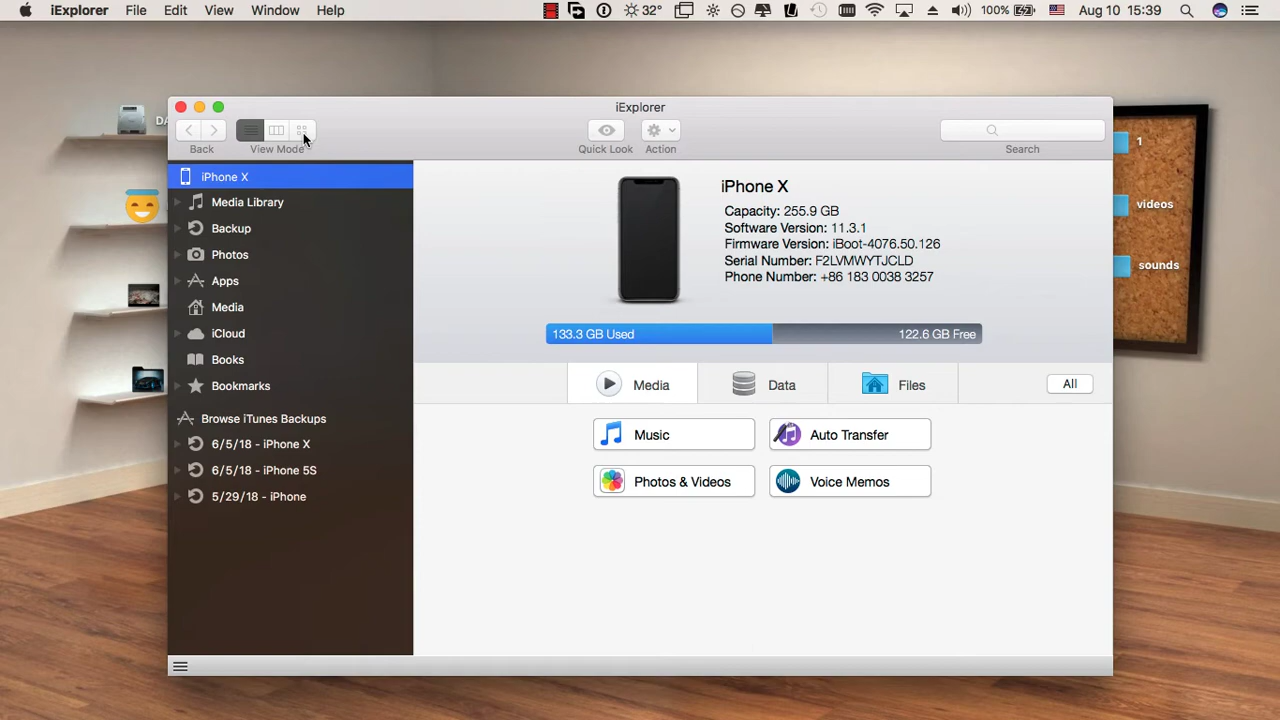 iExplorer File Edit View Window Help 32° 100% Aug 10 15:39
iExplorer
Back View Mode Quick Look Action Search
iPhone X
Media Library
Backup
Photos
Apps
Media
iCloud
Books
Bookmarks
Browse iTunes Backups
6/5/18 - iPhone X
6/5/18 - iPhone 5S
5/29/18 - iPhone
iPhone X
Capacity: 255.9 GB
Software Version: 11.3.1
Firmware Version: iBoot-4076.50.126
Serial Number: F2LVMWYTJCLD
Phone Number: +86 183 0038 3257
133.3 GB Used 122.6 GB Free
Media Data Files All
Music Auto Transfer
Photos & Videos Voice Memos
1
videos
sounds